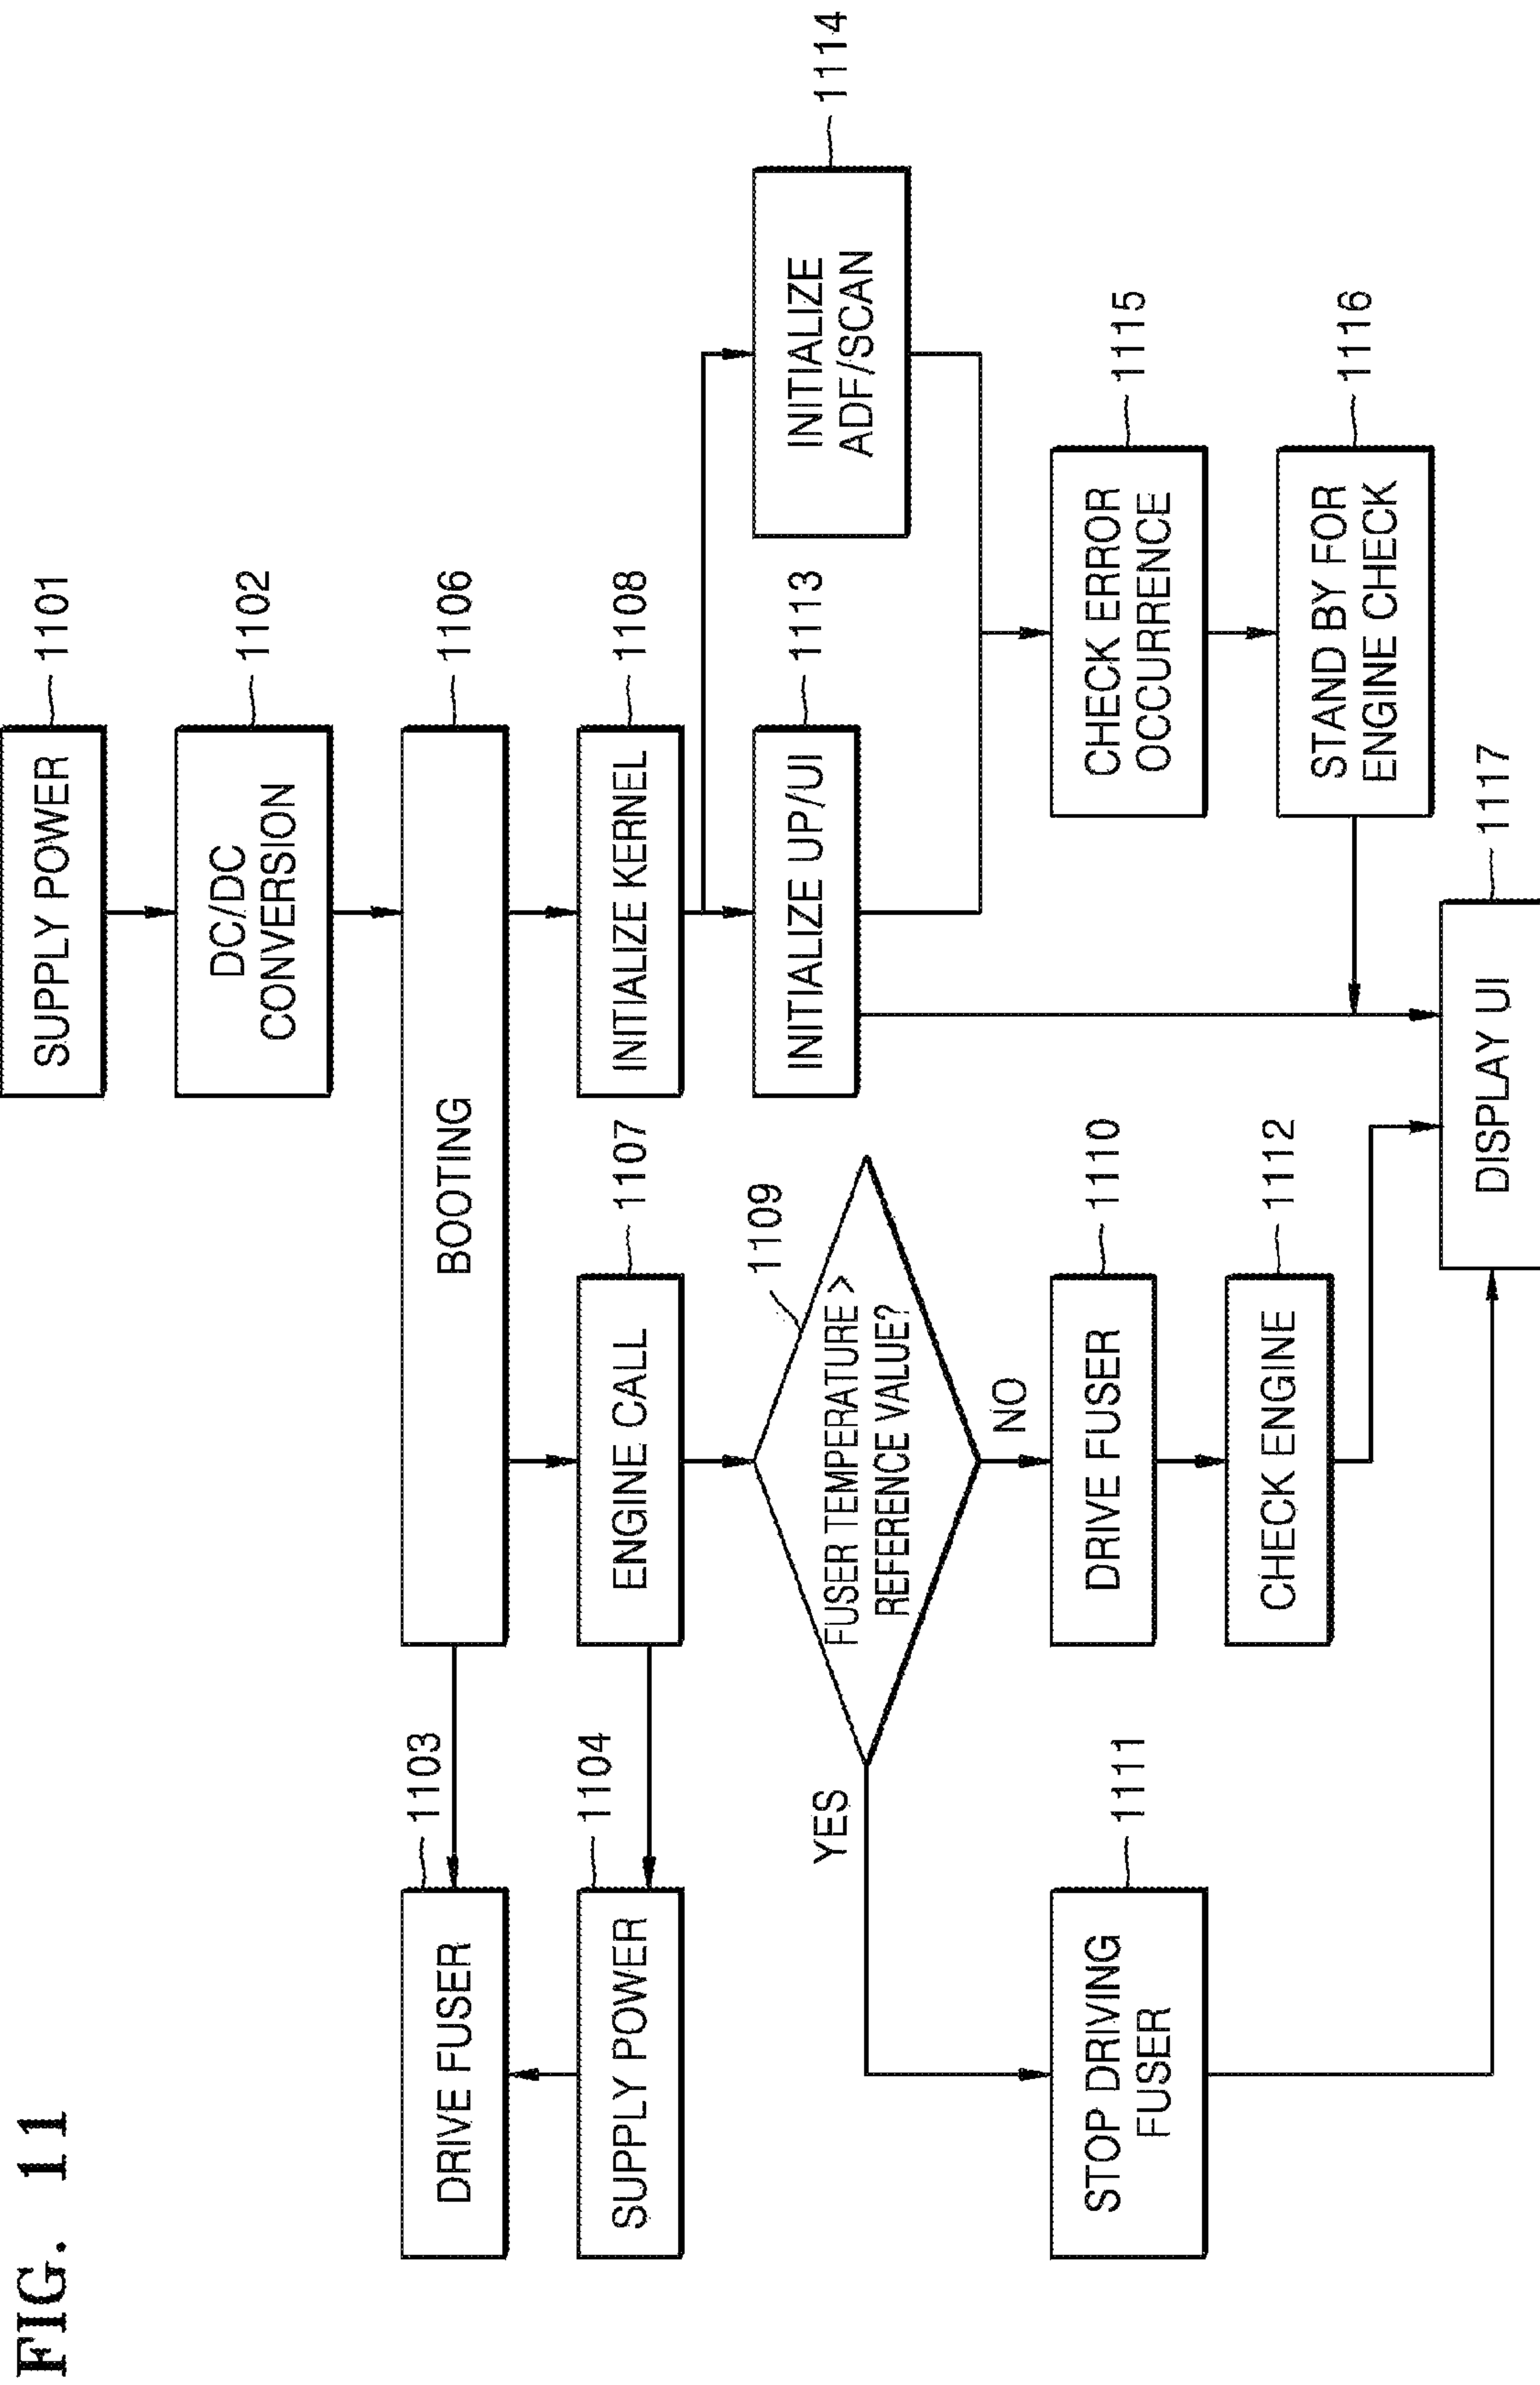 FIG. 11
SUPPLY POWER
1101
DC/DC
CONVERSION
1102
DRIVE FUSER
1103
BOOTING
1106
SUPPLY POWER
1104
ENGINE CALL
1107
INITIALIZE KERNEL
1108
FUSER TEMPERATURE >
REFERENCE VALUE?
1109
YES
NO
INITIALIZE UP/UI
1113
INITIALIZE
ADF/SCAN
1114
STOP DRIVING
FUSER
1111
DRIVE FUSER
1110
CHECK ERROR
OCCURRENCE
1115
CHECK ENGINE
1112
STAND BY FOR
ENGINE CHECK
1116
DISPLAY UI
1117